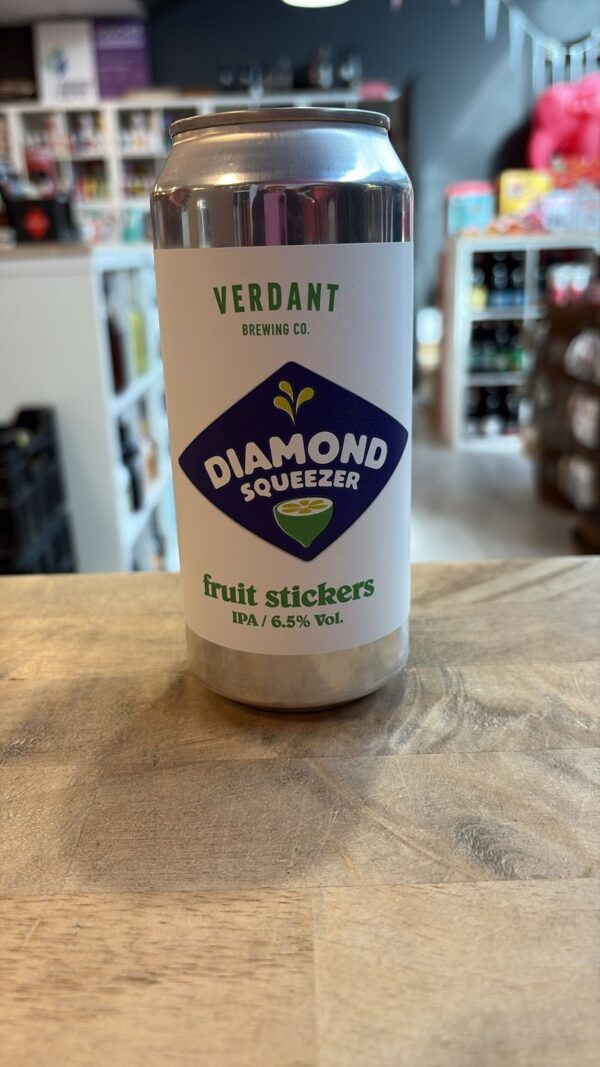 VERDANT
BREWING CO.
DIAMOND
SQUEEZER
fruit stickers
IPA / 6.5% Vol.